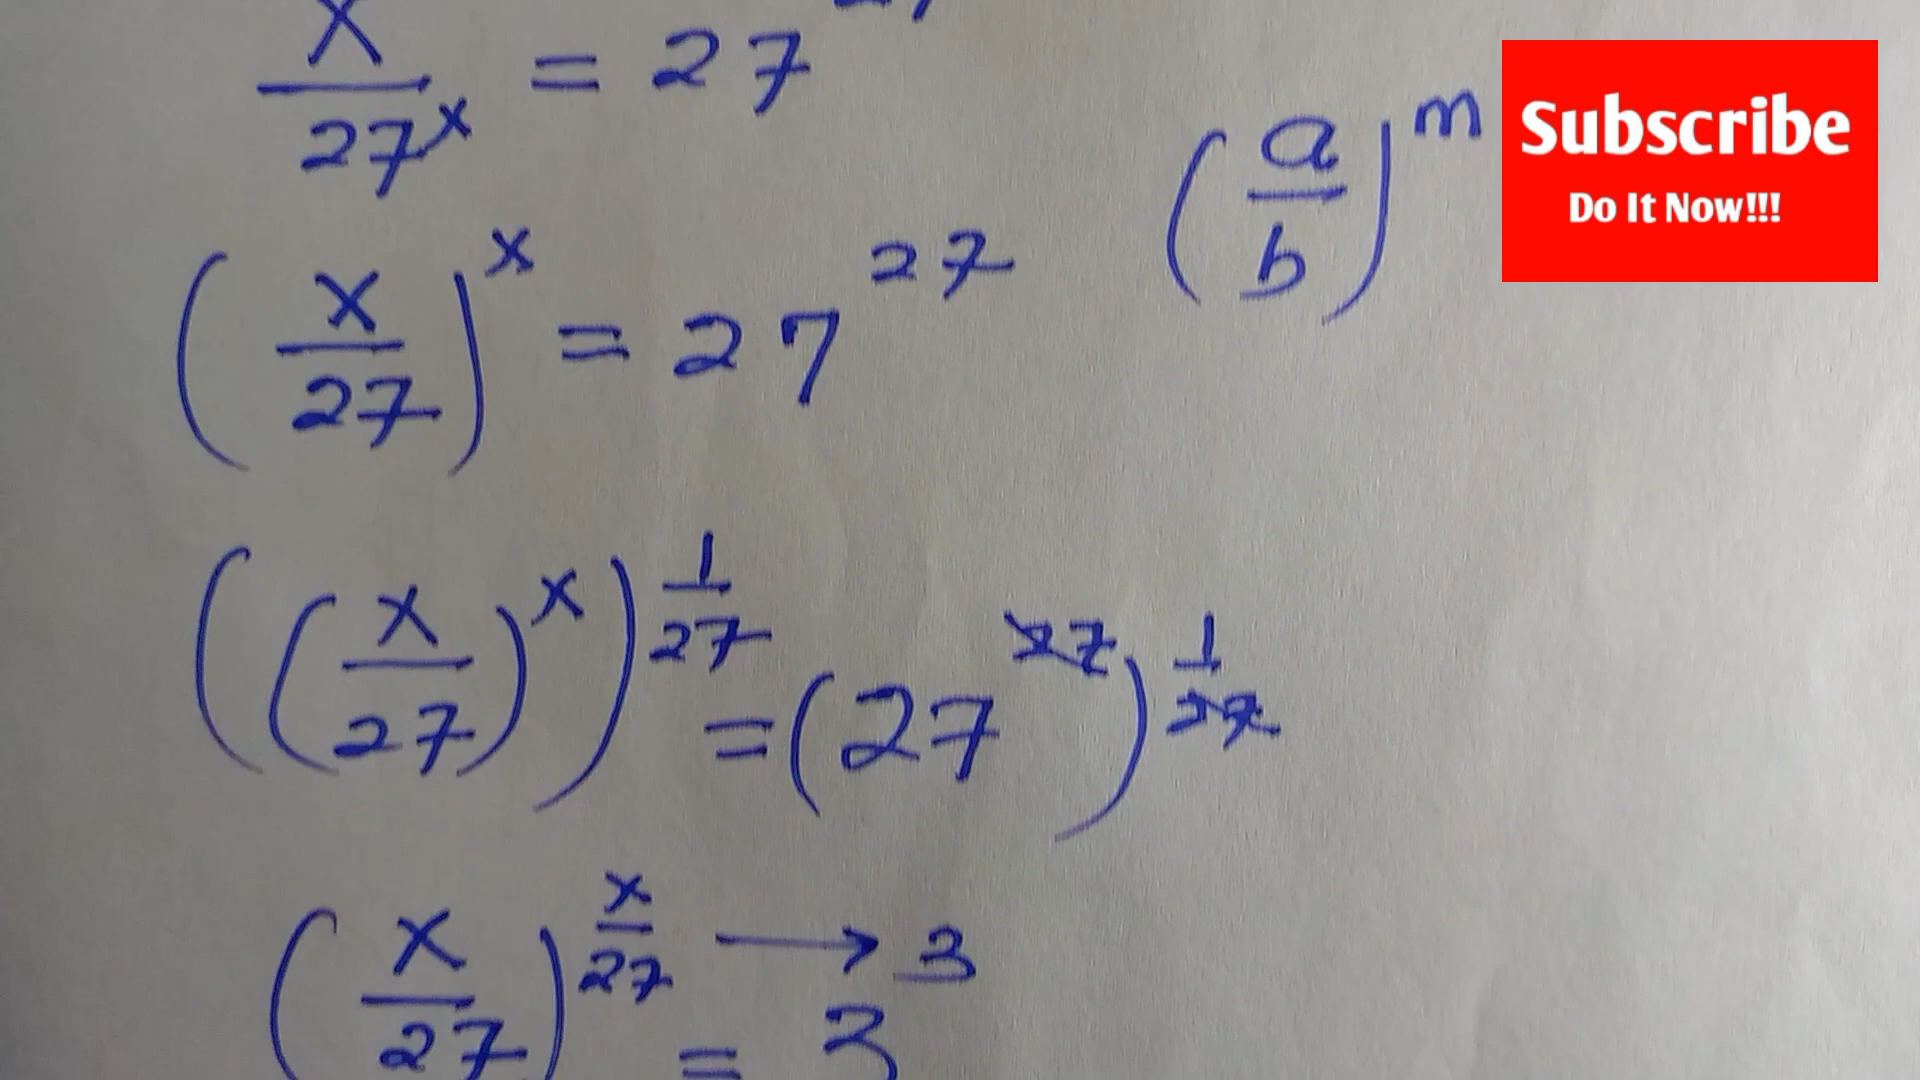 x/27^x = 27
(a/b)^m
Subscribe
Do It Now!!!
(x/27)^x = 27^27
((x/27)^x)^1/27 = (27^27)^1/27
(x/27)^x/27 → 3
= 3